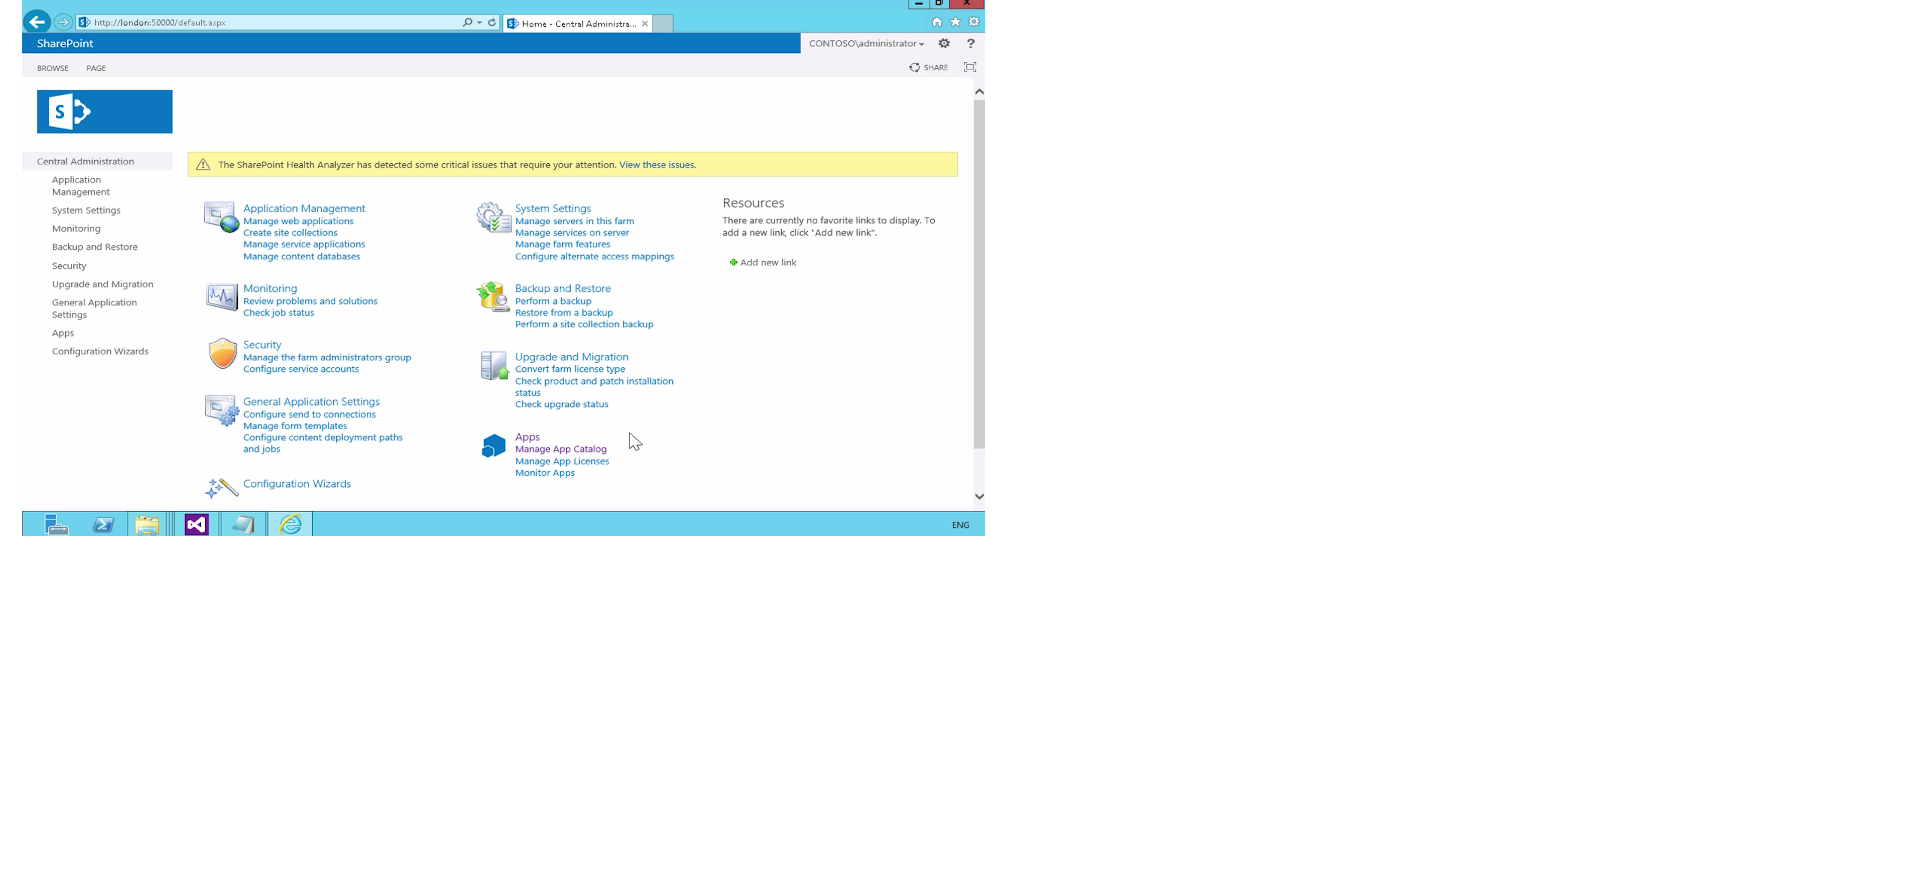 http://london:50000/default.aspx
Home - Central Administra...
SharePoint
CONTOSO\administrator
?
BROWSE PAGE
SHARE
S
Central Administration
Application
Management
System Settings
Monitoring
Backup and Restore
Security
Upgrade and Migration
General Application
Settings
Apps
Configuration Wizards
The SharePoint Health Analyzer has detected some critical issues that require your attention. View these issues.
Application Management
Manage web applications
Create site collections
Manage service applications
Manage content databases
Monitoring
Review problems and solutions
Check job status
Security
Manage the farm administrators group
Configure service accounts
General Application Settings
Configure send to connections
Manage form templates
Configure content deployment paths
and jobs
Configuration Wizards
System Settings
Manage servers in this farm
Manage services on server
Manage farm features
Configure alternate access mappings
Backup and Restore
Perform a backup
Restore from a backup
Perform a site collection backup
Upgrade and Migration
Convert farm license type
Check product and patch installation
status
Check upgrade status
Apps
Manage App Catalog
Manage App Licenses
Monitor Apps
Resources
There are currently no favorite links to display. To
add a new link, click "Add new link".
Add new link
ENG